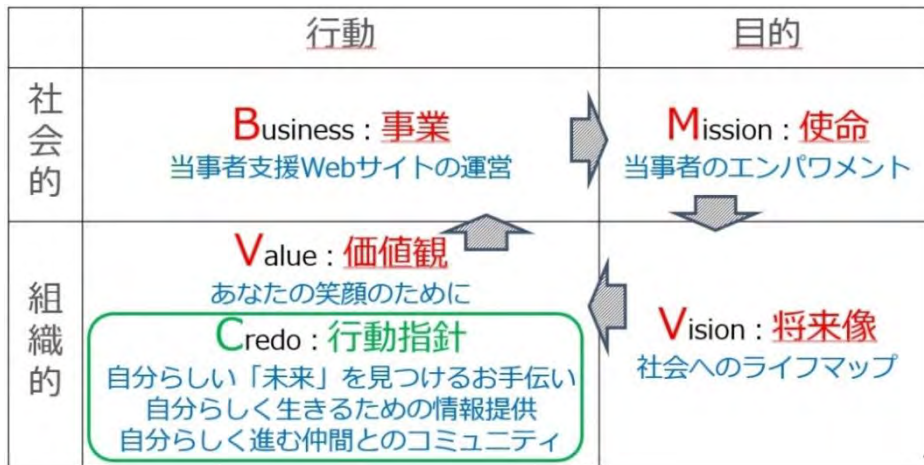 行動
目的
社会的
Business : 事業
当事者支援Webサイトの運営
Mission : 使命
当事者のエンパワメント
組織的
Value : 価値観
あなたの笑顔のために
Credo : 行動指針
自分らしい「未来」を見つけるお手伝い
自分らしく生きるための情報提供
自分らしく進む仲間とのコミュニティ
Vision : 将来像
社会へのライフマップ